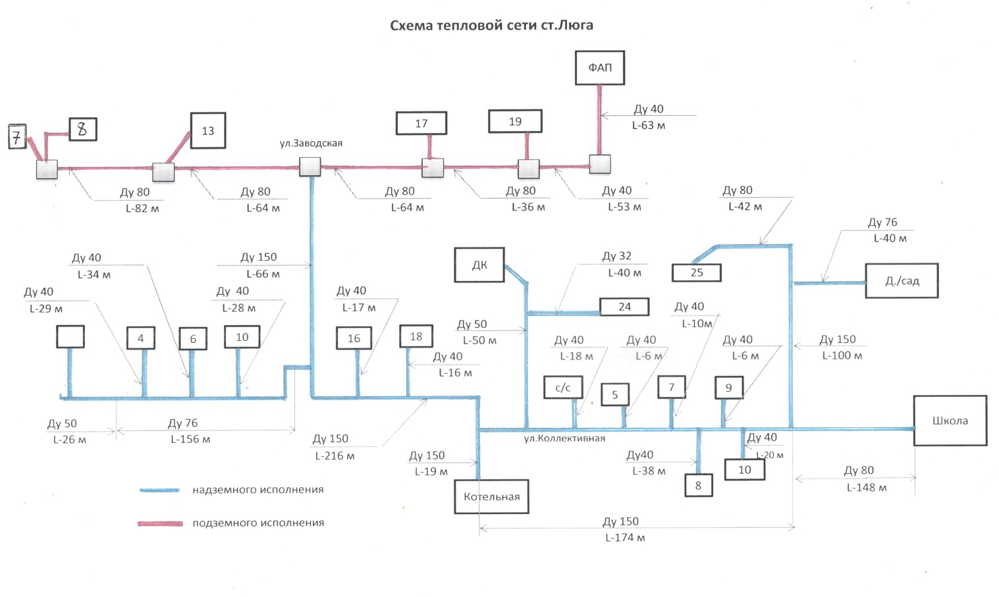 Схема тепловой сети ст.Люга
ФАП
Ду 40
L-63 м
7
8
13
ул.Заводская
17
19
Ду 80
L-82 м
Ду 80
L-64 м
Ду 80
L-64 м
Ду 80
L-36 м
Ду 40
L-53 м
Ду 80
L-42 м
Ду 76
L-40 м
Ду 40
L-34 м
Ду 150
L-66 м
ДК
Ду 32
L-40 м
25
Д./сад
Ду 40
L-29 м
Ду 40
L-28 м
Ду 40
L-17 м
24
Ду 40
L-10м
4
6
10
16
18
Ду 50
L-50 м
Ду 40
L-18 м
Ду 40
L-6 м
Ду 40
L-6 м
Ду 150
L-100 м
Ду 40
L-16 м
с/с
5
7
9
Школа
Ду 50
L-26 м
Ду 76
L-156 м
Ду 150
L-216 м
ул.Коллективная
Ду 40
L-20 м
Ду 150
L-19 м
Ду40
L-38 м
10
8
Ду 80
L-148 м
надземного исполнения
Котельная
подземного исполнения
Ду 150
L-174 м